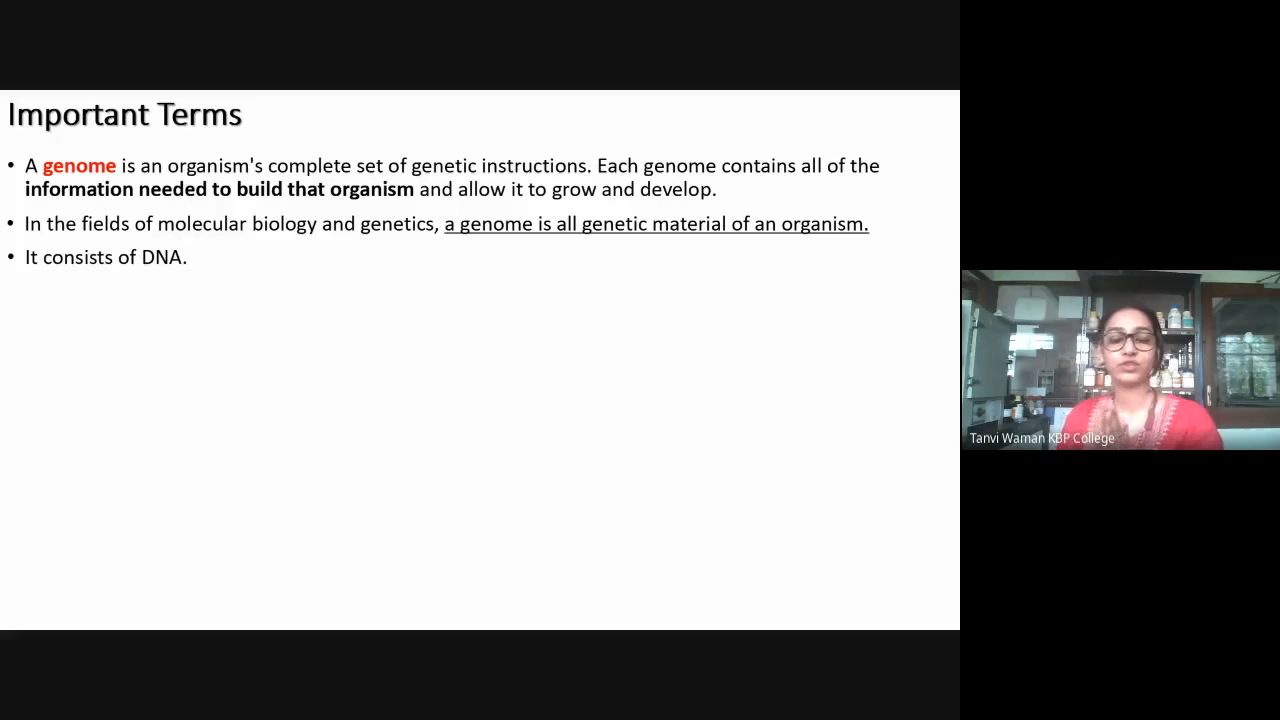 Important Terms
• A genome is an organism's complete set of genetic instructions. Each genome contains all of the
information needed to build that organism and allow it to grow and develop.
• In the fields of molecular biology and genetics, a genome is all genetic material of an organism.
• It consists of DNA.
Tanvi Waman KBP College